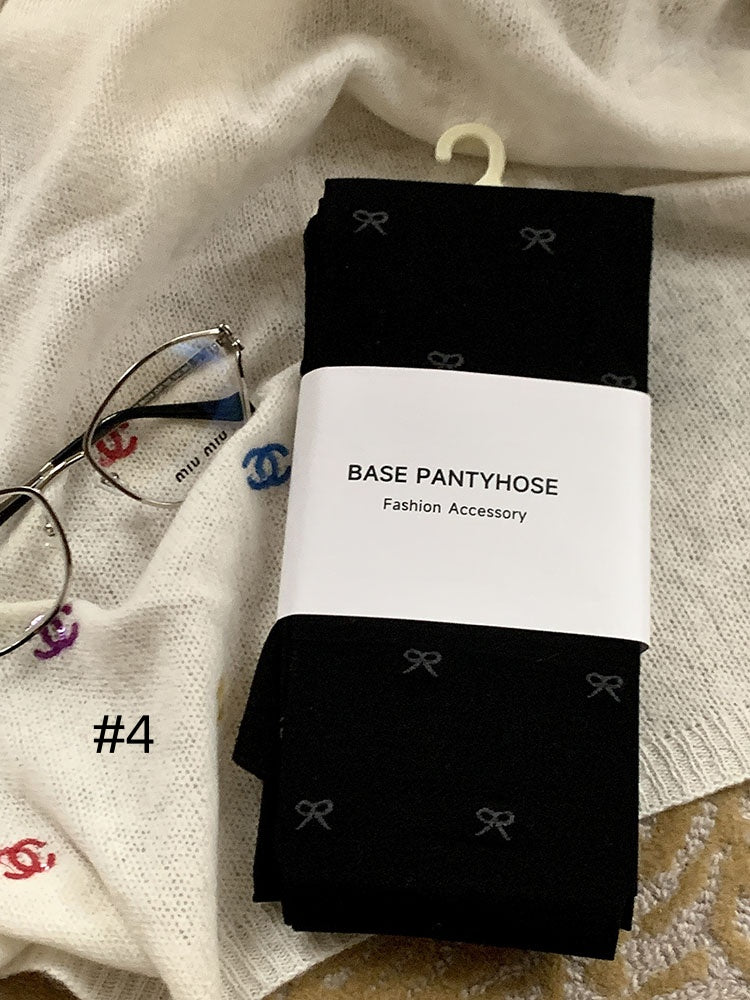 BASE PANTYHOSE
Fashion Accessory
miu miu
#4